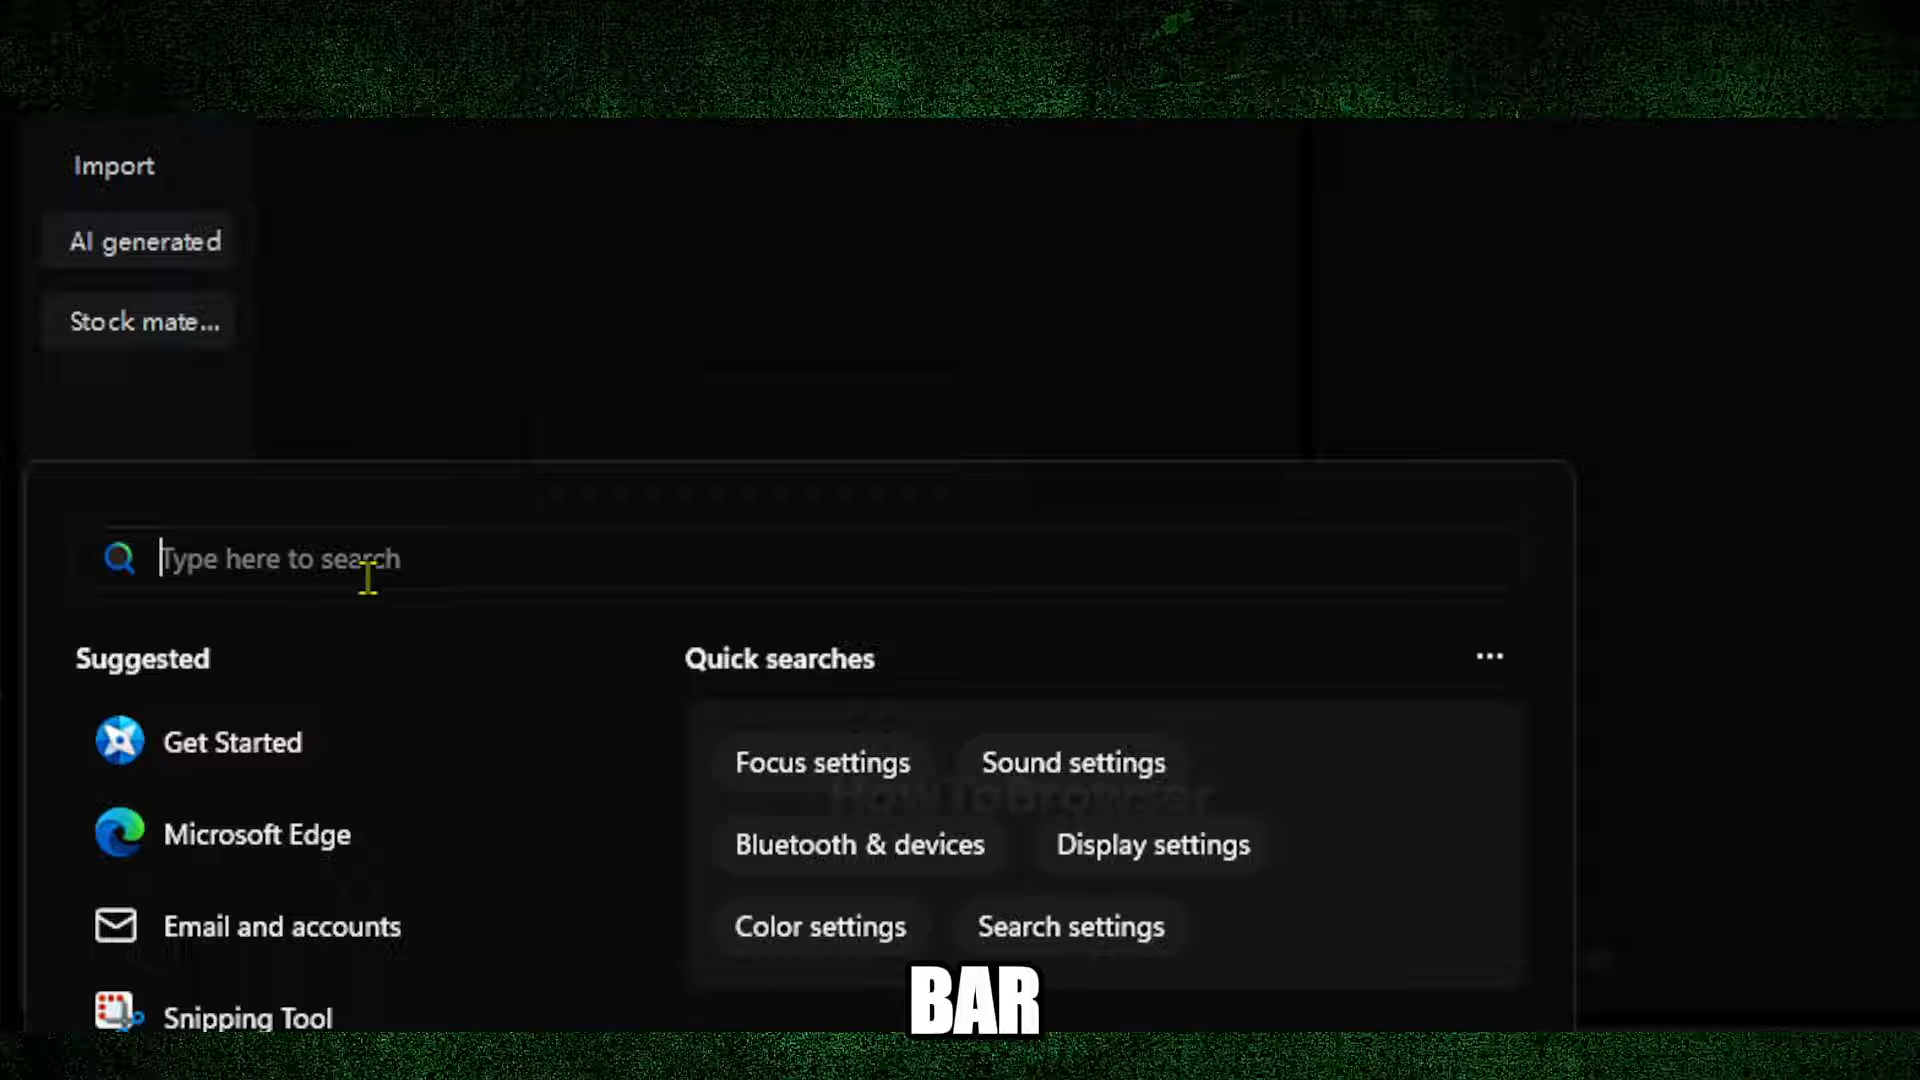 Import
AI generated
Stock mate...
Type here to search
Suggested
Quick searches
...
Get Started
Focus settings
Sound settings
HowToBrowser
Microsoft Edge
Bluetooth & devices
Display settings
Email and accounts
Color settings
Search settings
BAR
Snipping Tool